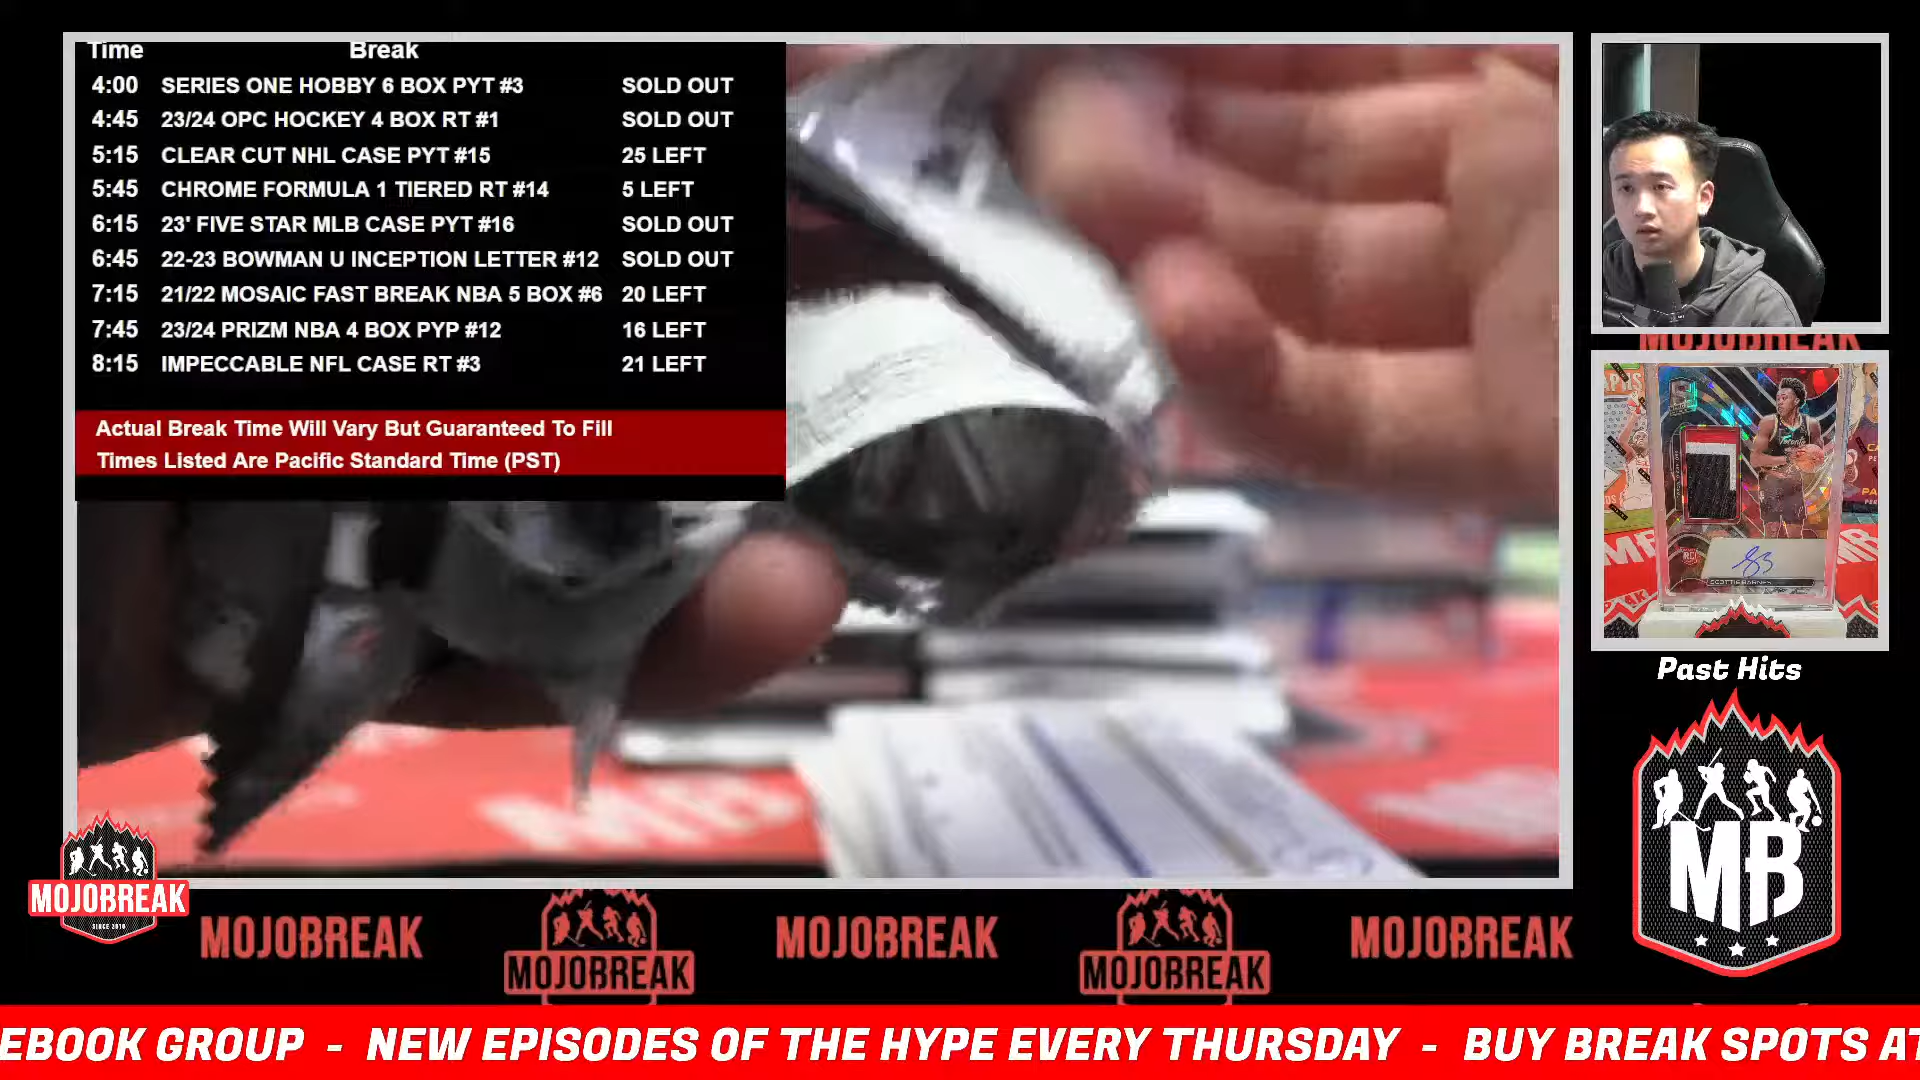 Time Break
4:00 SERIES ONE HOBBY 6 BOX PYT #3 SOLD OUT
4:45 23/24 OPC HOCKEY 4 BOX RT #1 SOLD OUT
5:15 CLEAR CUT NHL CASE PYT #15 25 LEFT
5:45 CHROME FORMULA 1 TIERED RT #14 5 LEFT
6:15 23' FIVE STAR MLB CASE PYT #16 SOLD OUT
6:45 22-23 BOWMAN U INCEPTION LETTER #12 SOLD OUT
7:15 21/22 MOSAIC FAST BREAK NBA 5 BOX #6 20 LEFT
7:45 23/24 PRIZM NBA 4 BOX PYP #12 16 LEFT
8:15 IMPECCABLE NFL CASE RT #3 21 LEFT
Actual Break Time Will Vary But Guaranteed To Fill
Times Listed Are Pacific Standard Time (PST)
MOJOBREAK
Toronto
SCOTTIE BARNES
Past Hits
MB
MB
MOJOBREAK
SINCE 2010
MOJOBREAK
MOJOBREAK
MOJOBREAK
MOJOBREAK
MOJOBREAK
EBOOK GROUP - NEW EPISODES OF THE HYPE EVERY THURSDAY - BUY BREAK SPOTS AT